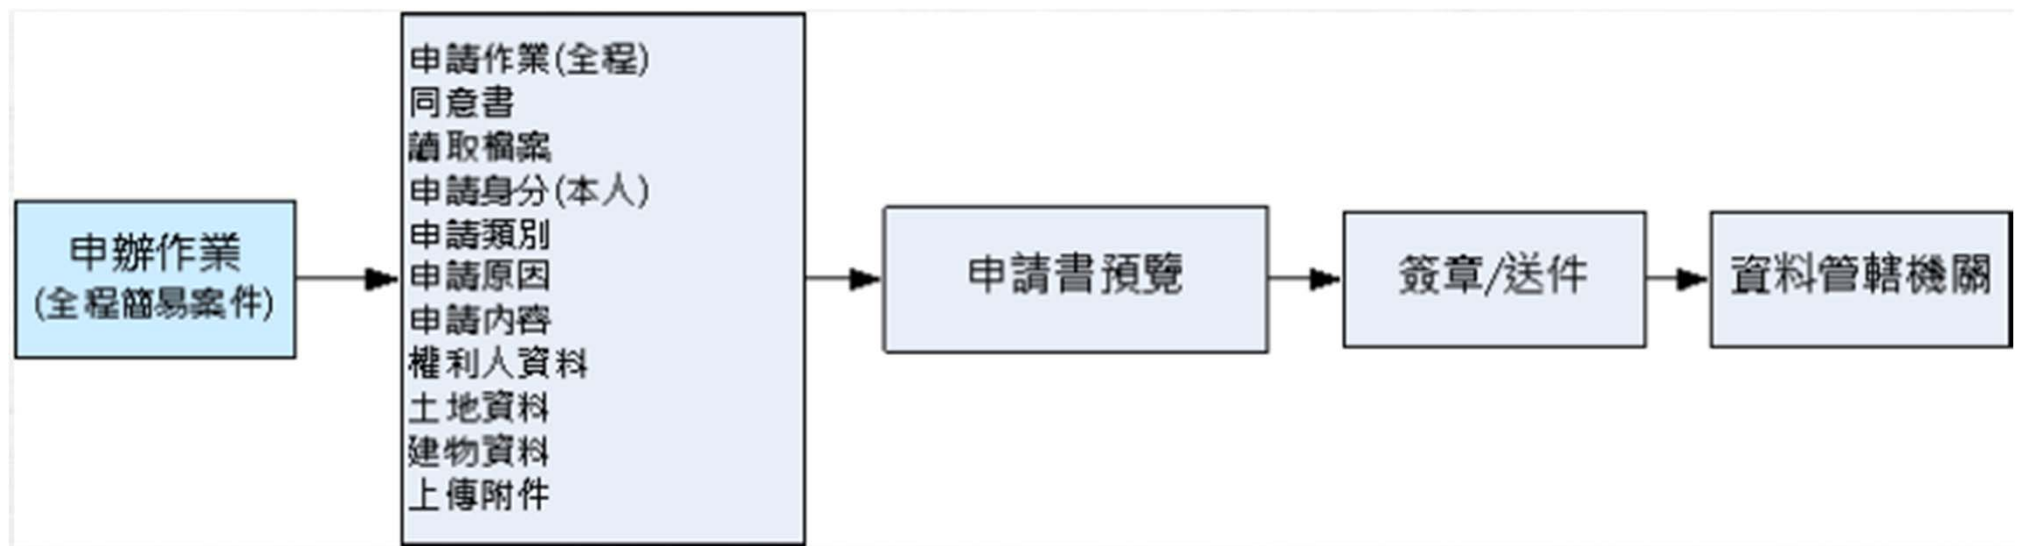 申辦作業
(全程簡易案件)
申請作業(全程)
同意書
讀取檔案
申請身分(本人)
申請類別
申請原因
申請內容
權利人資料
土地資料
建物資料
上傳附件
申請書預覽
簽章/送件
資料管轄機關